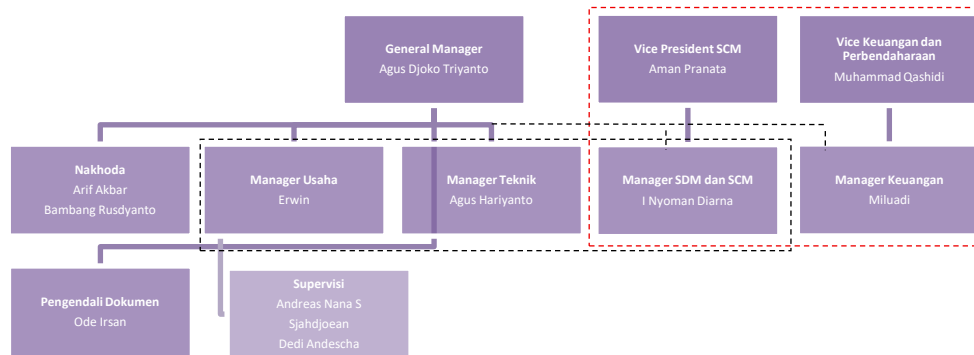 General Manager
Agus Djoko Triyanto
Vice President SCM
Aman Pranata
Vice Keuangan dan
Perbendaharaan
Muhammad Qashidi
Nakhoda
Arif Akbar
Bambang Rusdyanto
Manager Usaha
Erwin
Manager Teknik
Agus Hariyanto
Manager SDM dan SCM
I Nyoman Diarna
Manager Keuangan
Miluadi
Pengendali Dokumen
Ode Irsan
Supervisi
Andreas Nana S
Sjahdjoean
Dedi Andescha